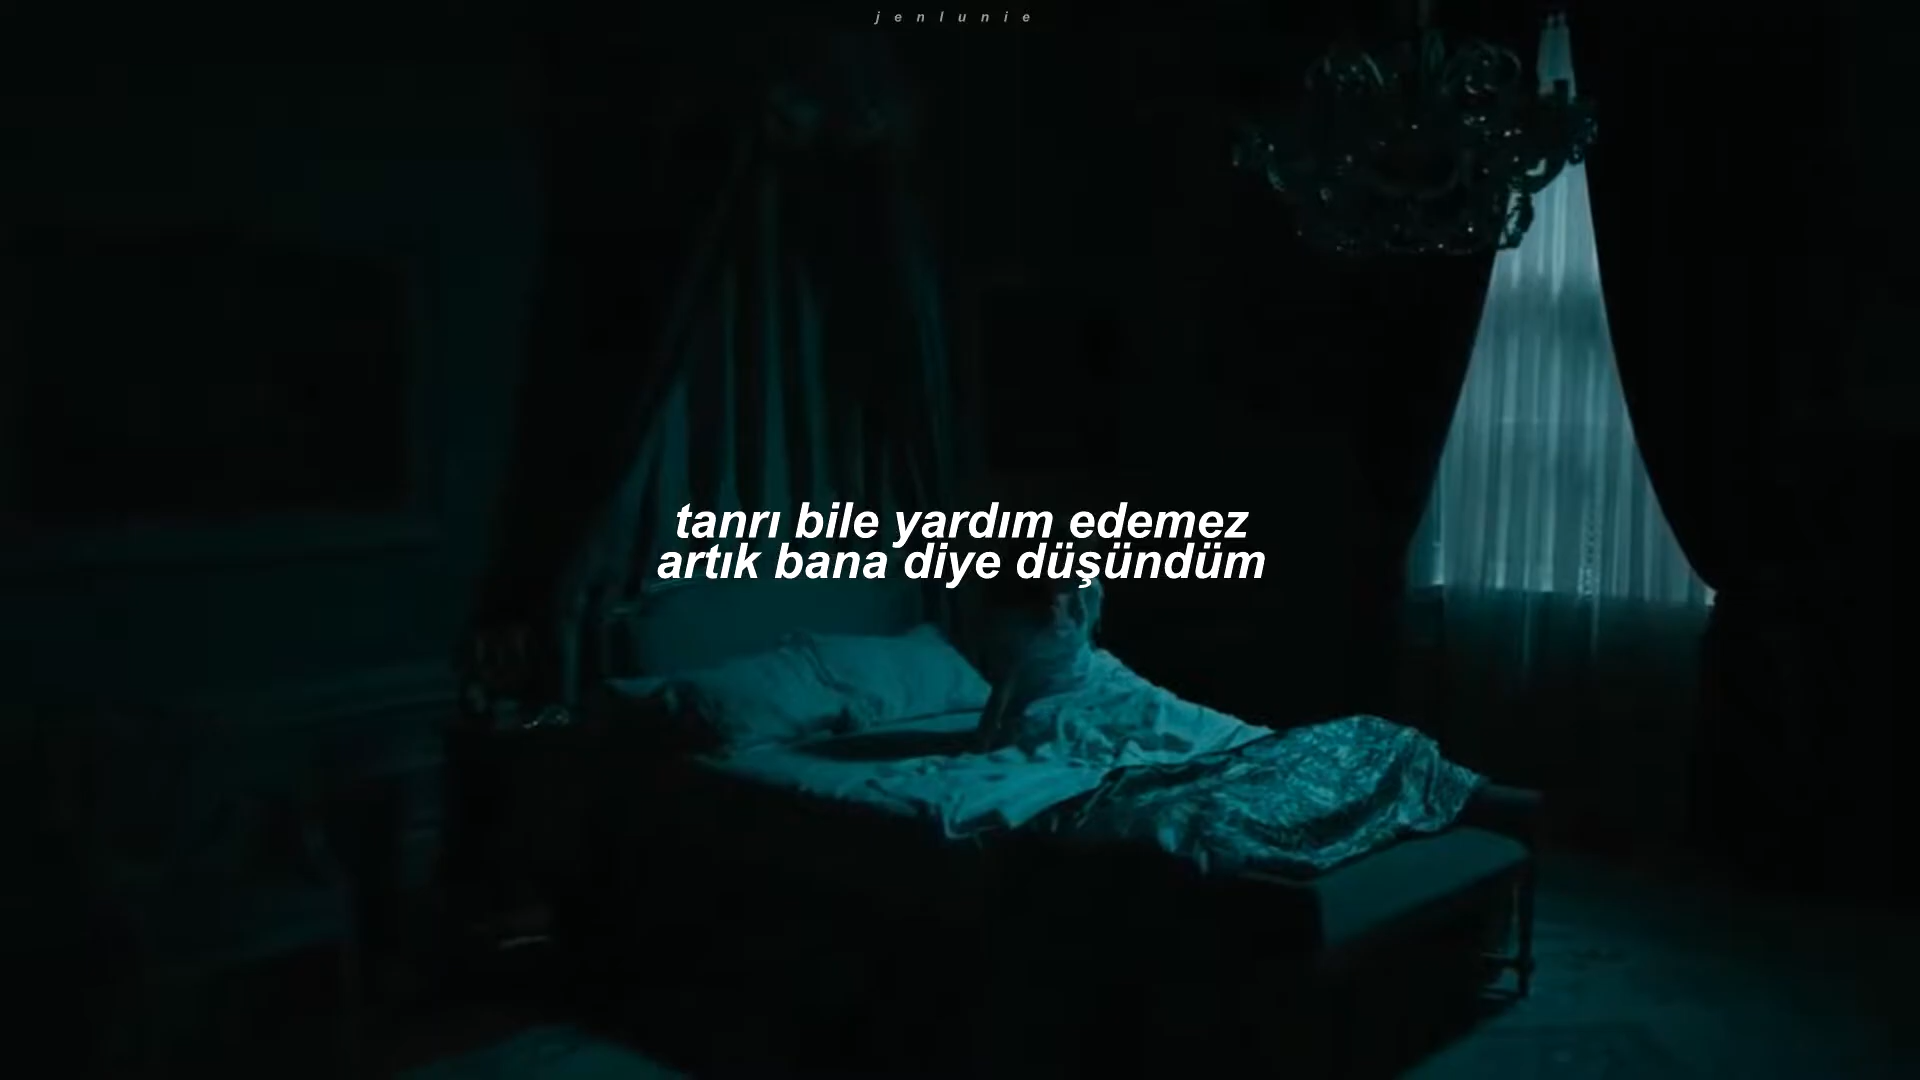 jenlunie
tanrı bile yardım edemez
artık bana diye düşündüm